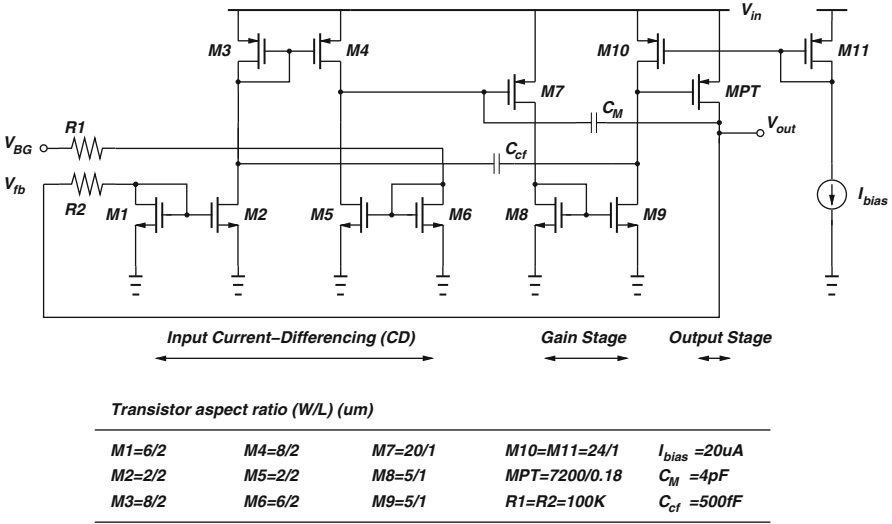 V_in
M3
M4
M10
M11
M7
MPT
C_M
V_out
R1
V_BG
C_cf
V_fb
R2
M1
M2
M5
M6
M8
M9
I_bias
Input Current–Differencing (CD)
Gain Stage
Output Stage
Transistor aspect ratio (W/L) (um)
M1=6/2 M4=8/2 M7=20/1 M10=M11=24/1 I_bias =20uA
M2=2/2 M5=2/2 M8=5/1 MPT=7200/0.18 C_M =4pF
M3=8/2 M6=6/2 M9=5/1 R1=R2=100K C_cf =500fF